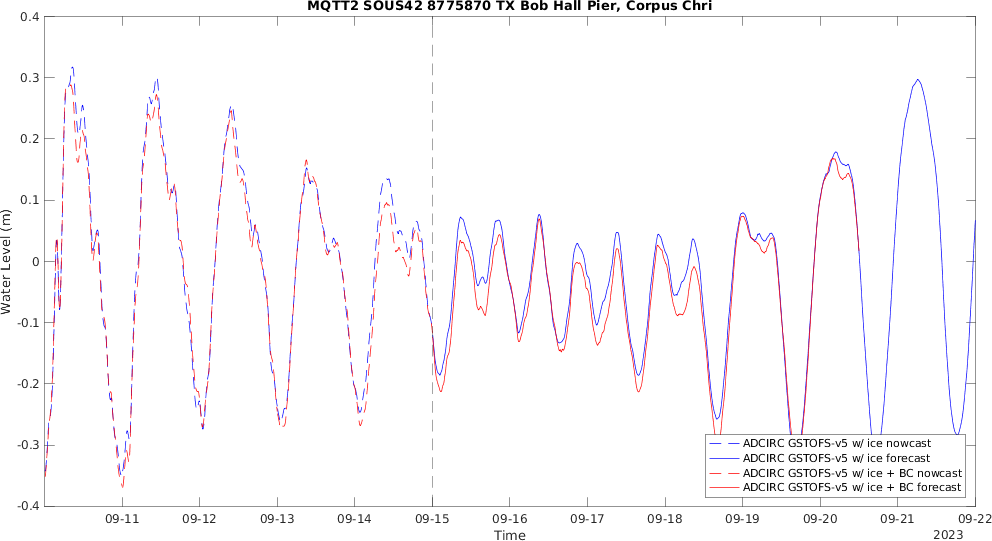 MQTT2 SOUS42 8775870 TX Bob Hall Pier, Corpus Chri
0.4
0.3
0.2
0.1
0
-0.1
-0.2
-0.3
-0.4
Water Level (m)
ADCIRC GSTOFS-v5 w/ ice nowcast
ADCIRC GSTOFS-v5 w/ ice forecast
ADCIRC GSTOFS-v5 w/ ice + BC nowcast
ADCIRC GSTOFS-v5 w/ ice + BC forecast
09-11 09-12 09-13 09-14 09-15 09-16 09-17 09-18 09-19 09-20 09-21 09-22
Time
2023